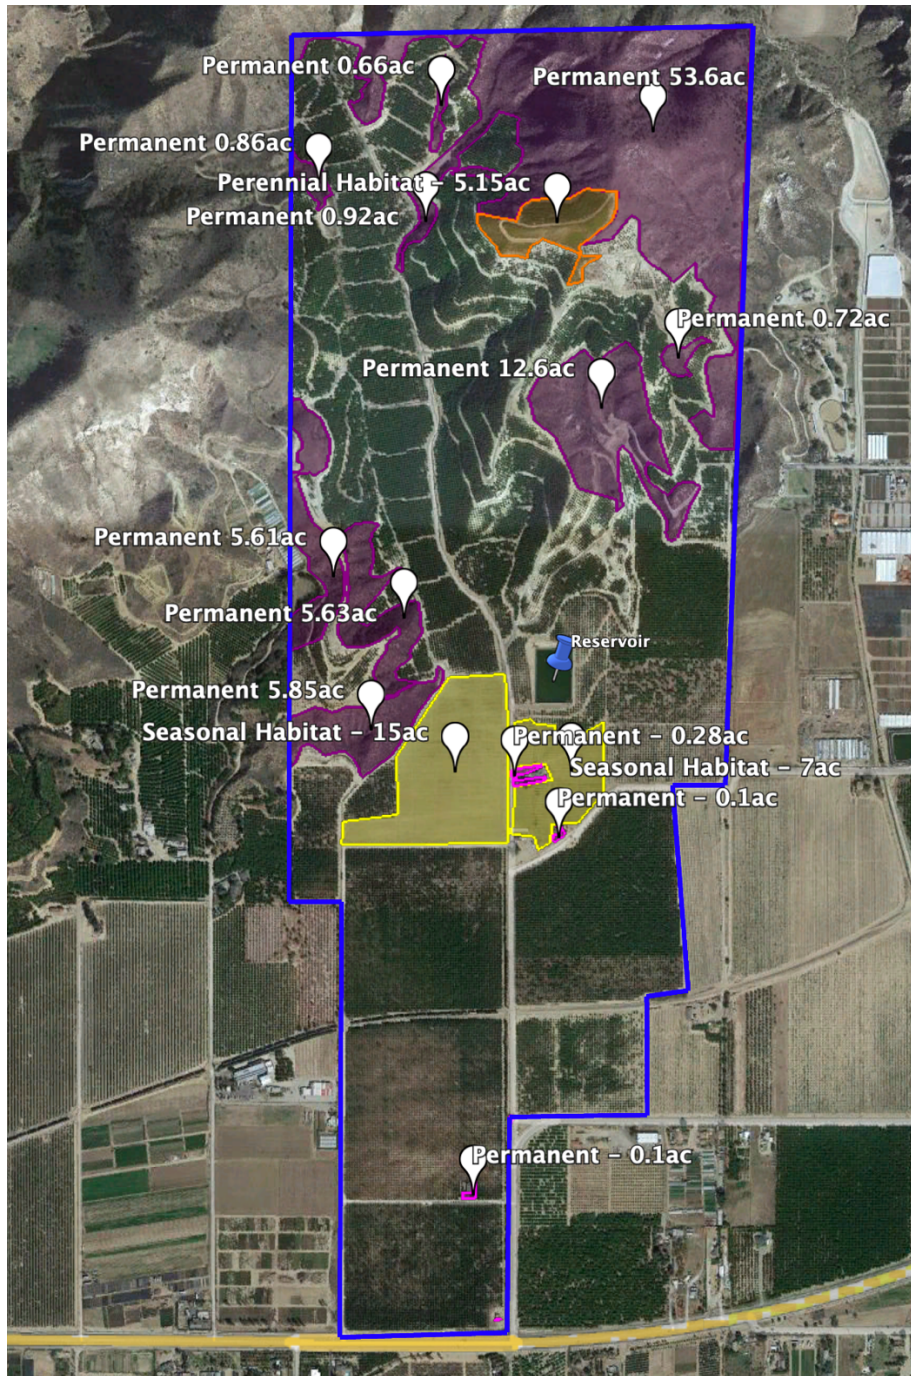 Permanent 0.66ac
Permanent 53.6ac
Permanent 0.86ac
Perennial Habitat - 5.15ac
Permanent 0.92ac
Permanent 0.72ac
Permanent 12.6ac
Permanent 5.61ac
Permanent 5.63ac
Reservoir
Permanent 5.85ac
Seasonal Habitat - 15ac
Permanent - 0.28ac
Seasonal Habitat - 7ac
Permanent - 0.1ac
Permanent - 0.1ac